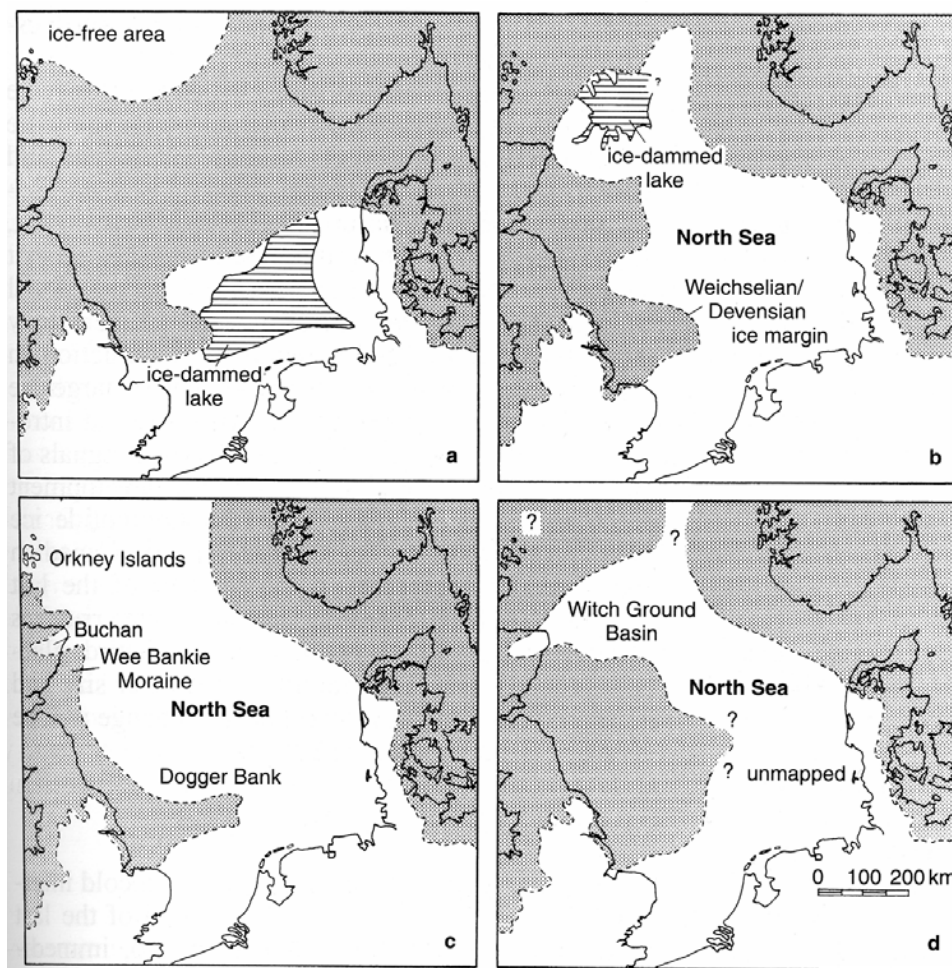 ice-free area
ice-dammed
lake
a
?
ice-dammed
lake
North Sea
Weichselian/
Devensian
ice margin
b
Orkney Islands
Buchan
Wee Bankie
Moraine
North Sea
Dogger Bank
c
?
?
Witch Ground
Basin
North Sea
?
?
unmapped
0 100 200 km
d